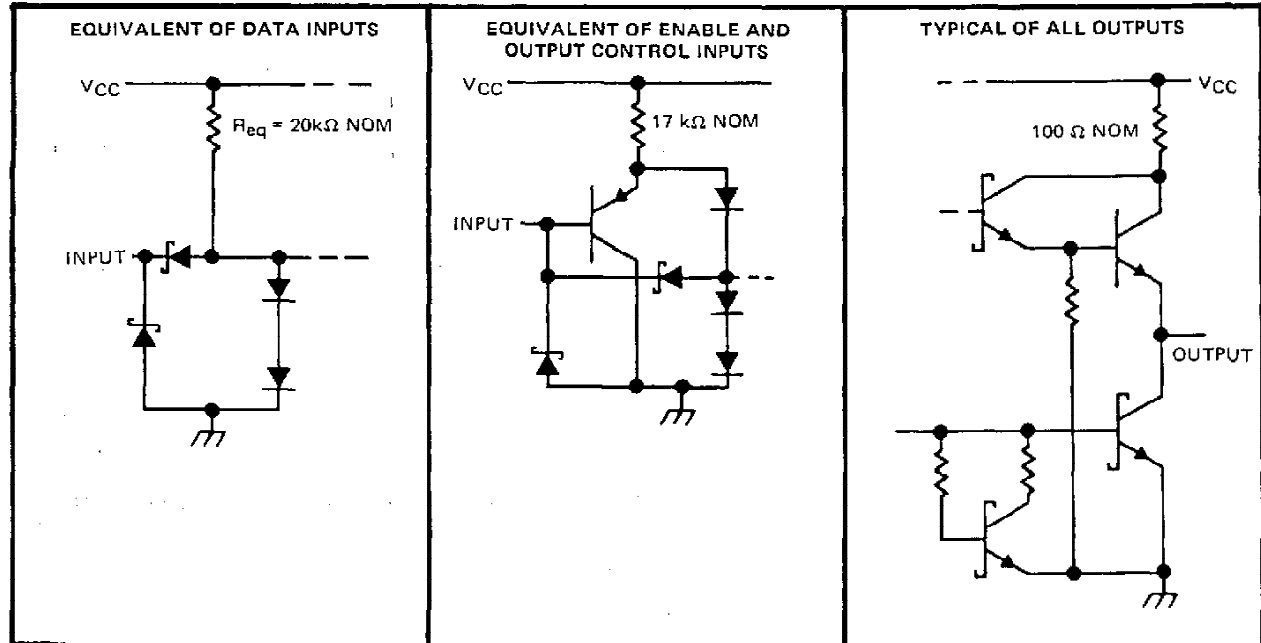 EQUIVALENT OF DATA INPUTS
VCC
Req = 20kΩ NOM
INPUT
EQUIVALENT OF ENABLE AND
OUTPUT CONTROL INPUTS
VCC
17 kΩ NOM
INPUT
TYPICAL OF ALL OUTPUTS
VCC
100 Ω NOM
OUTPUT